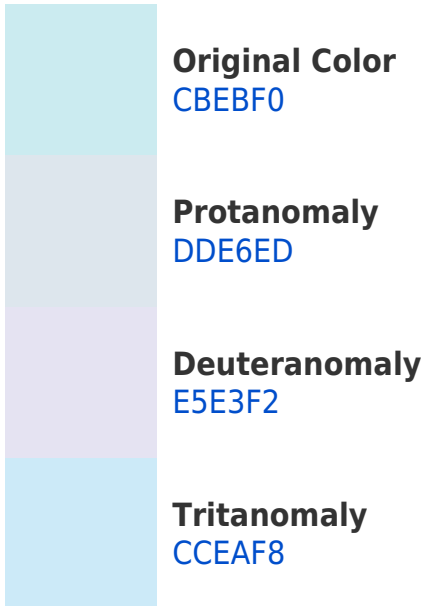 Original Color
CBEBF0
Protanomaly
DDE6ED
Deuteranomaly
E5E3F2
Tritanomaly
CCEAF8